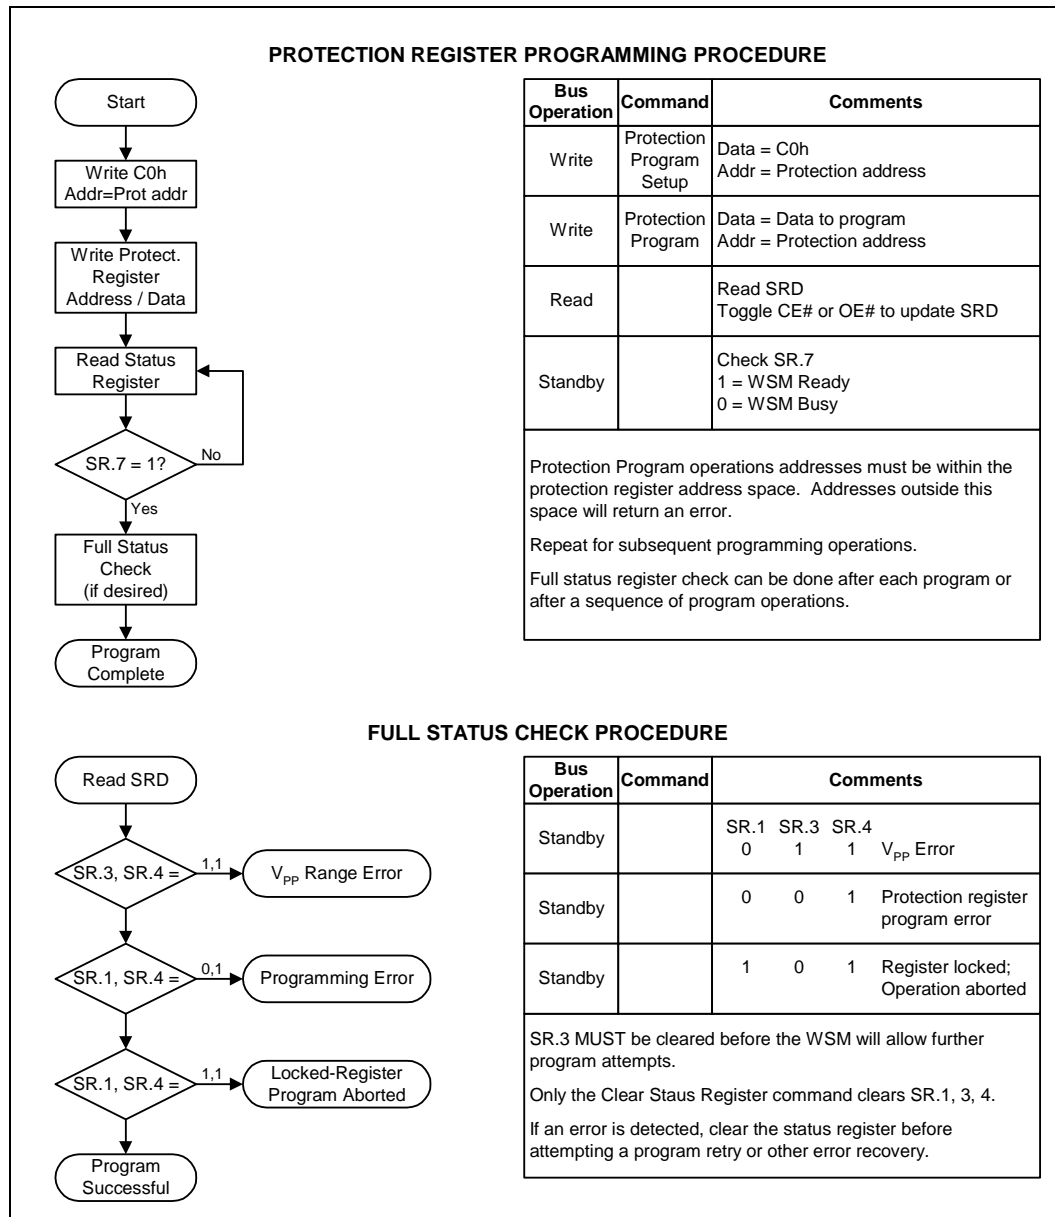 PROTECTION REGISTER PROGRAMMING PROCEDURE
Start
Write C0h
Addr=Prot addr
Write Protect.
Register
Address / Data
Read Status
Register
SR.7 = 1?
No
Yes
Full Status
Check
(if desired)
Program
Complete
Bus
Operation
Command
Comments
Write
Protection
Program
Setup
Data = C0h
Addr = Protection address
Write
Protection
Program
Data = Data to program
Addr = Protection address
Read
Read SRD
Toggle CE# or OE# to update SRD
Standby
Check SR.7
1 = WSM Ready
0 = WSM Busy
Protection Program operations addresses must be within the
protection register address space. Addresses outside this
space will return an error.
Repeat for subsequent programming operations.
Full status register check can be done after each program or
after a sequence of program operations.
FULL STATUS CHECK PROCEDURE
Read SRD
SR.3, SR.4 =
1,1
VPP Range Error
SR.1, SR.4 =
0,1
Programming Error
SR.1, SR.4 =
1,1
Locked-Register
Program Aborted
Program
Successful
Bus
Operation
Command
Comments
Standby
SR.1 SR.3 SR.4
0 1 1 VPP Error
Standby
0 0 1 Protection register
program error
Standby
1 0 1 Register locked;
Operation aborted
SR.3 MUST be cleared before the WSM will allow further
program attempts.
Only the Clear Staus Register command clears SR.1, 3, 4.
If an error is detected, clear the status register before
attempting a program retry or other error recovery.